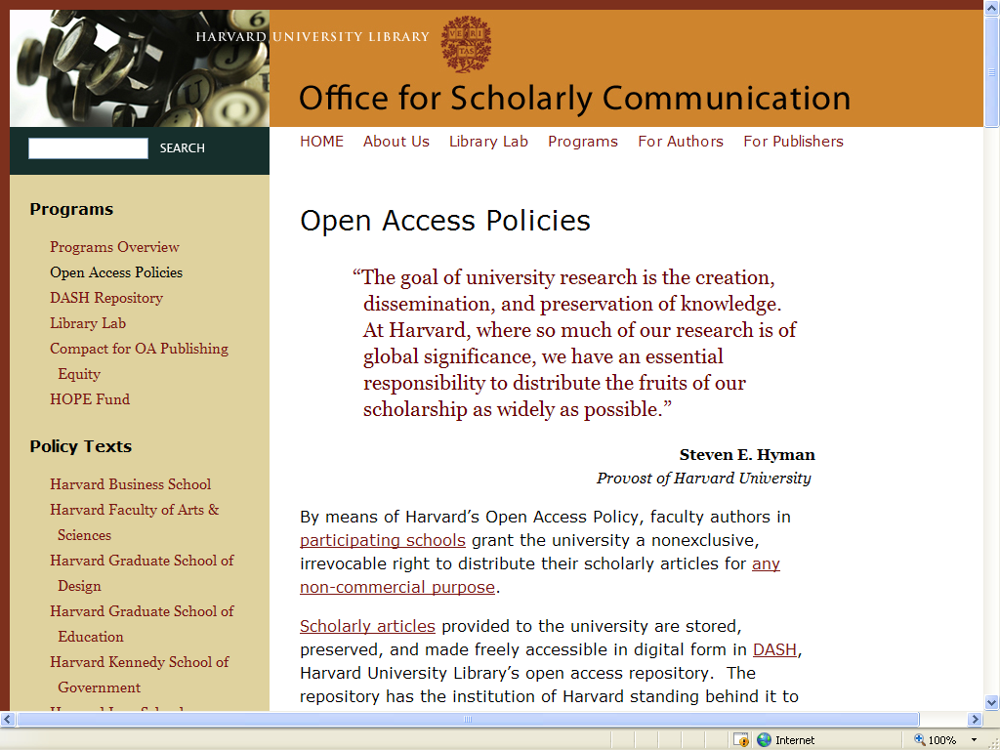 HARVARD UNIVERSITY LIBRARY
VE RI TAS
Office for Scholarly Communication
SEARCH
HOME About Us Library Lab Programs For Authors For Publishers
Programs
Programs Overview
Open Access Policies
DASH Repository
Library Lab
Compact for OA Publishing
Equity
HOPE Fund
Policy Texts
Harvard Business School
Harvard Faculty of Arts &
Sciences
Harvard Graduate School of
Design
Harvard Graduate School of
Education
Harvard Kennedy School of
Government
Open Access Policies
“The goal of university research is the creation,
dissemination, and preservation of knowledge.
At Harvard, where so much of our research is of
global significance, we have an essential
responsibility to distribute the fruits of our
scholarship as widely as possible.”
Steven E. Hyman
Provost of Harvard University
By means of Harvard’s Open Access Policy, faculty authors in
participating schools grant the university a nonexclusive,
irrevocable right to distribute their scholarly articles for any
non-commercial purpose.
Scholarly articles provided to the university are stored,
preserved, and made freely accessible in digital form in DASH,
Harvard University Library’s open access repository. The
repository has the institution of Harvard standing behind it to
Internet
100%